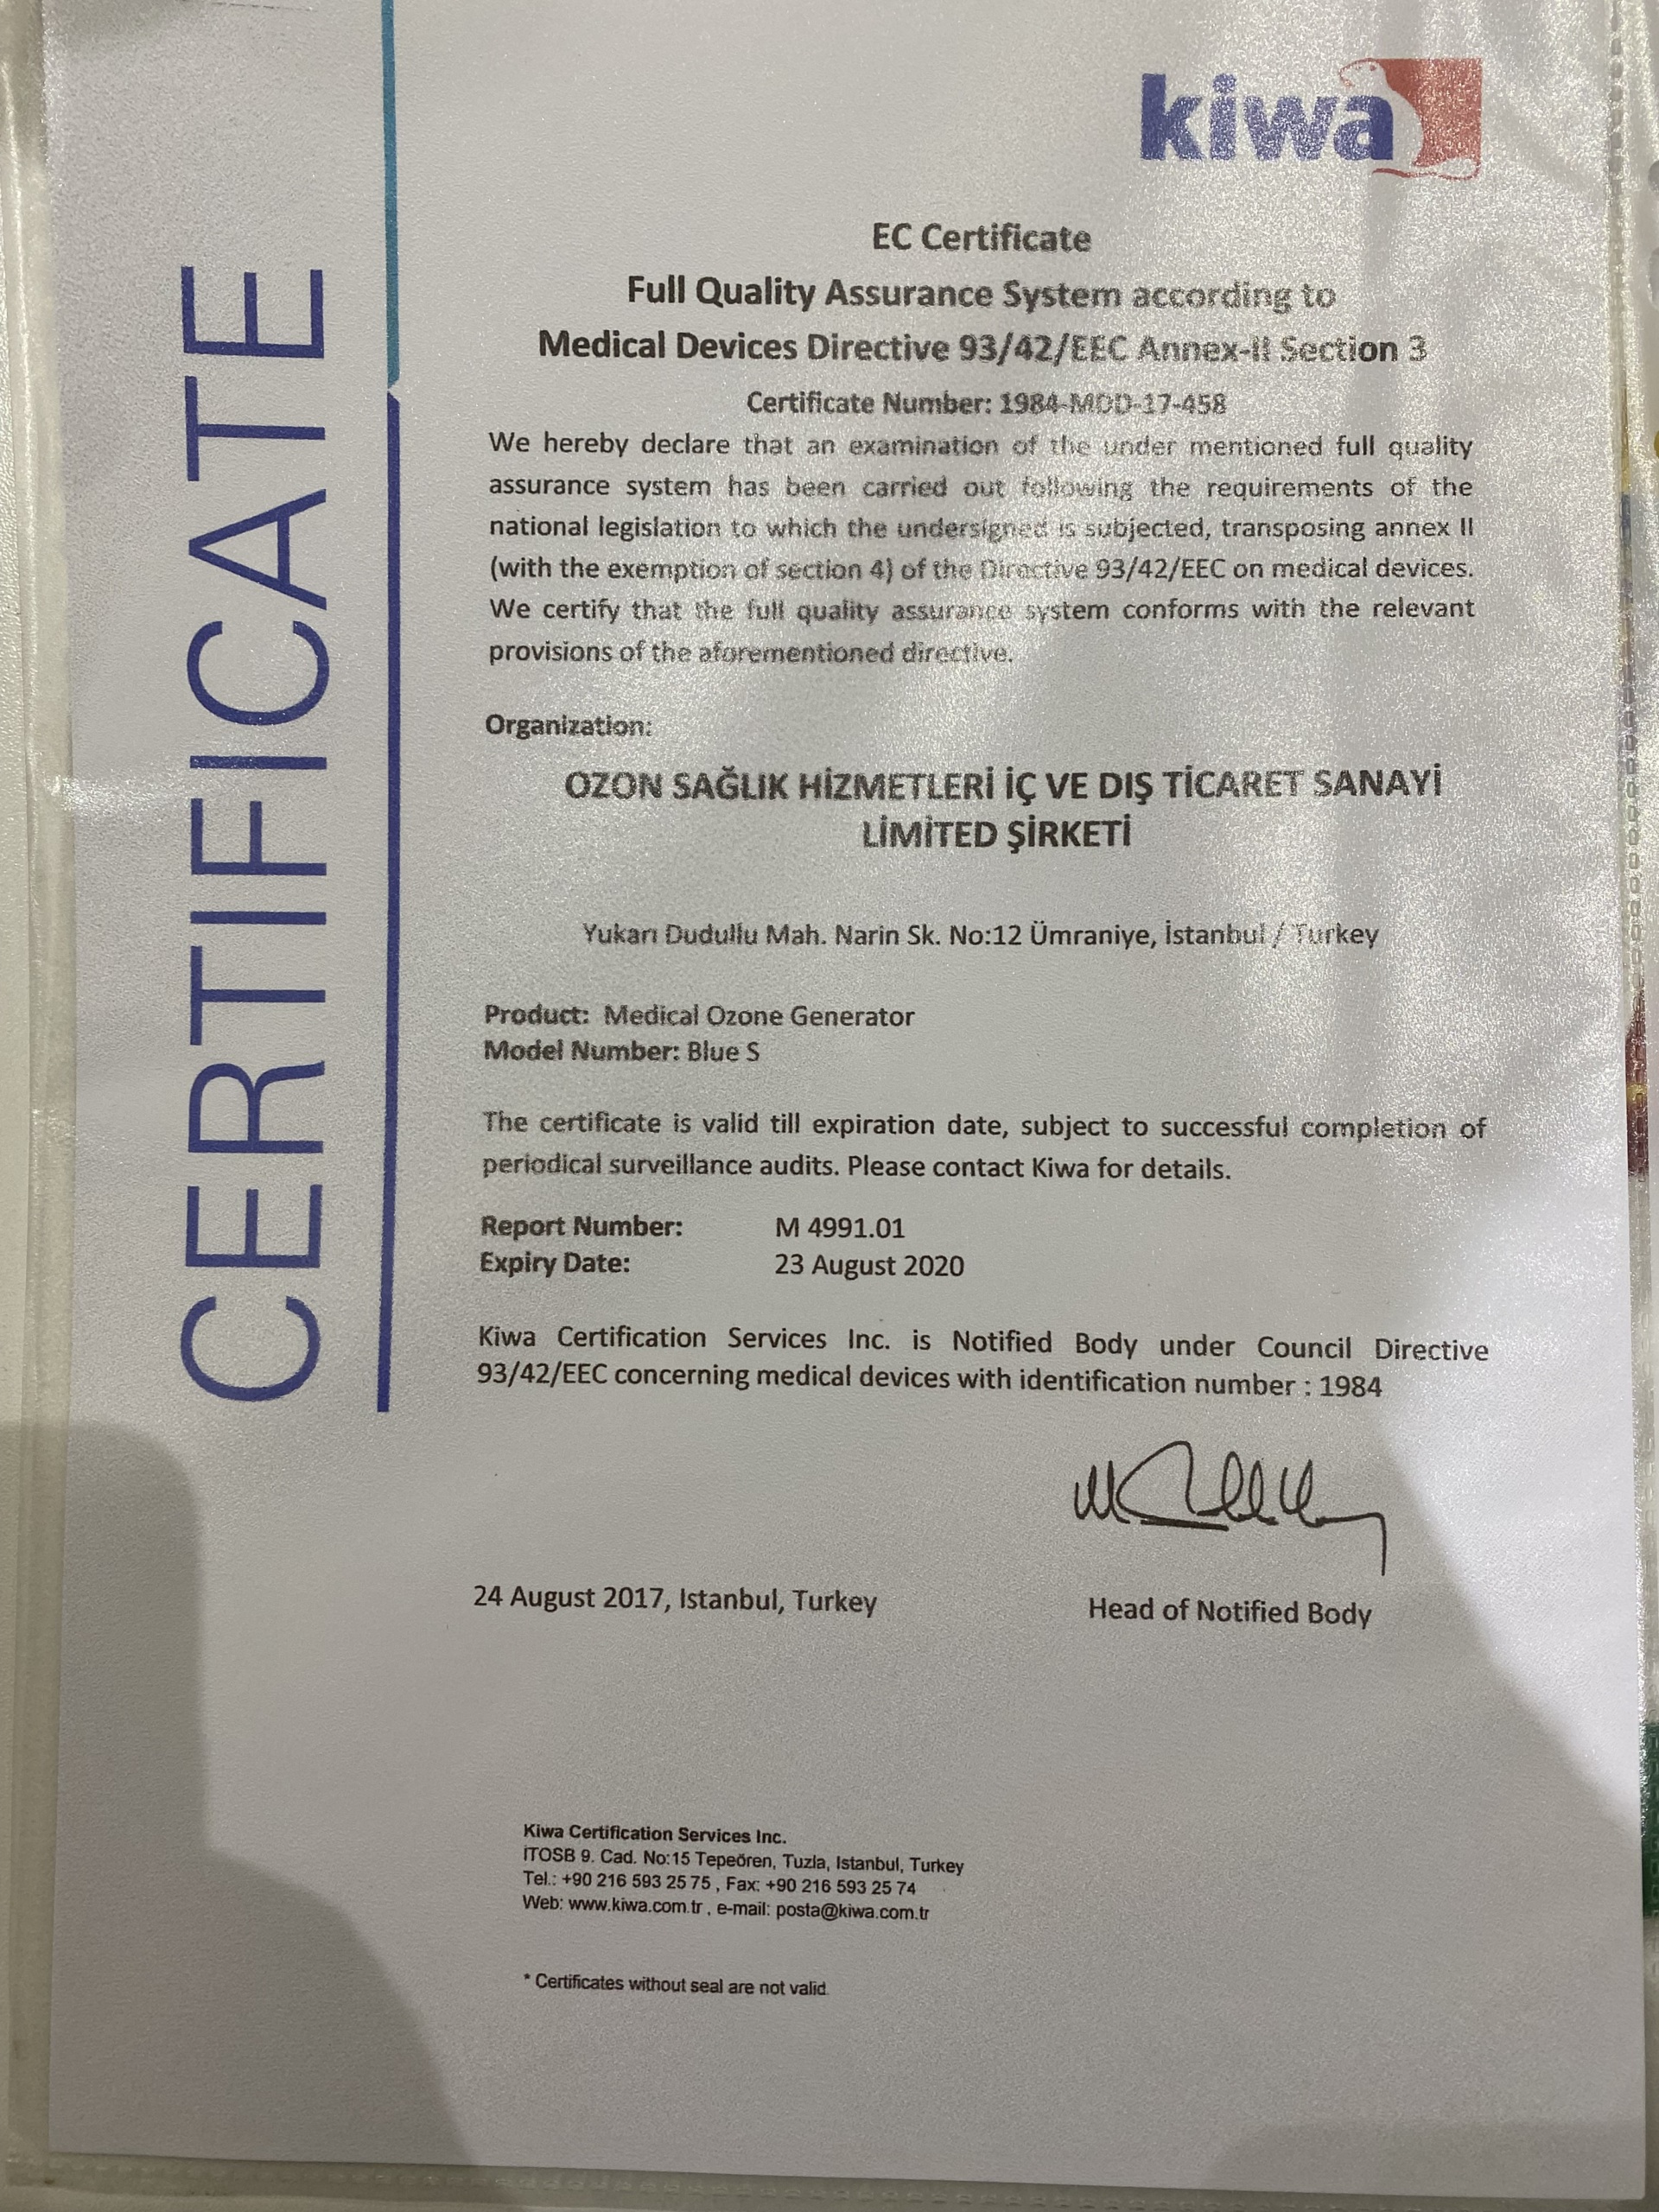 kiwa
CERTIFICATE
EC Certificate
Full Quality Assurance System according to
Medical Devices Directive 93/42/EEC Annex-II Section 3
Certificate Number: 1984-MDD-17-458
We hereby declare that an examination of the under mentioned full quality
assurance system has been carried out following the requirements of the
national legislation to which the undersigned is subjected, transposing annex II
(with the exemption of section 4) of the Directive 93/42/EEC on medical devices.
We certify that the full quality assurance system conforms with the relevant
provisions of the aforementioned directive.
Organization:
OZON SAĞLIK HİZMETLERİ İÇ VE DIŞ TİCARET SANAYİ
LİMİTED ŞİRKETİ
Yukarı Dudullu Mah. Narin Sk. No:12 Ümraniye, İstanbul / Turkey
Product: Medical Ozone Generator
Model Number: Blue S
The certificate is valid till expiration date, subject to successful completion of
periodical surveillance audits. Please contact Kiwa for details.
Report Number: M 4991.01
Expiry Date: 23 August 2020
Kiwa Certification Services Inc. is Notified Body under Council Directive
93/42/EEC concerning medical devices with identification number : 1984
24 August 2017, Istanbul, Turkey
Head of Notified Body
Kiwa Certification Services Inc.
İTOSB 9. Cad. No:15 Tepeören, Tuzla, Istanbul, Turkey
Tel.: +90 216 593 25 75 , Fax: +90 216 593 25 74
Web: www.kiwa.com.tr , e-mail: posta@kiwa.com.tr
* Certificates without seal are not valid